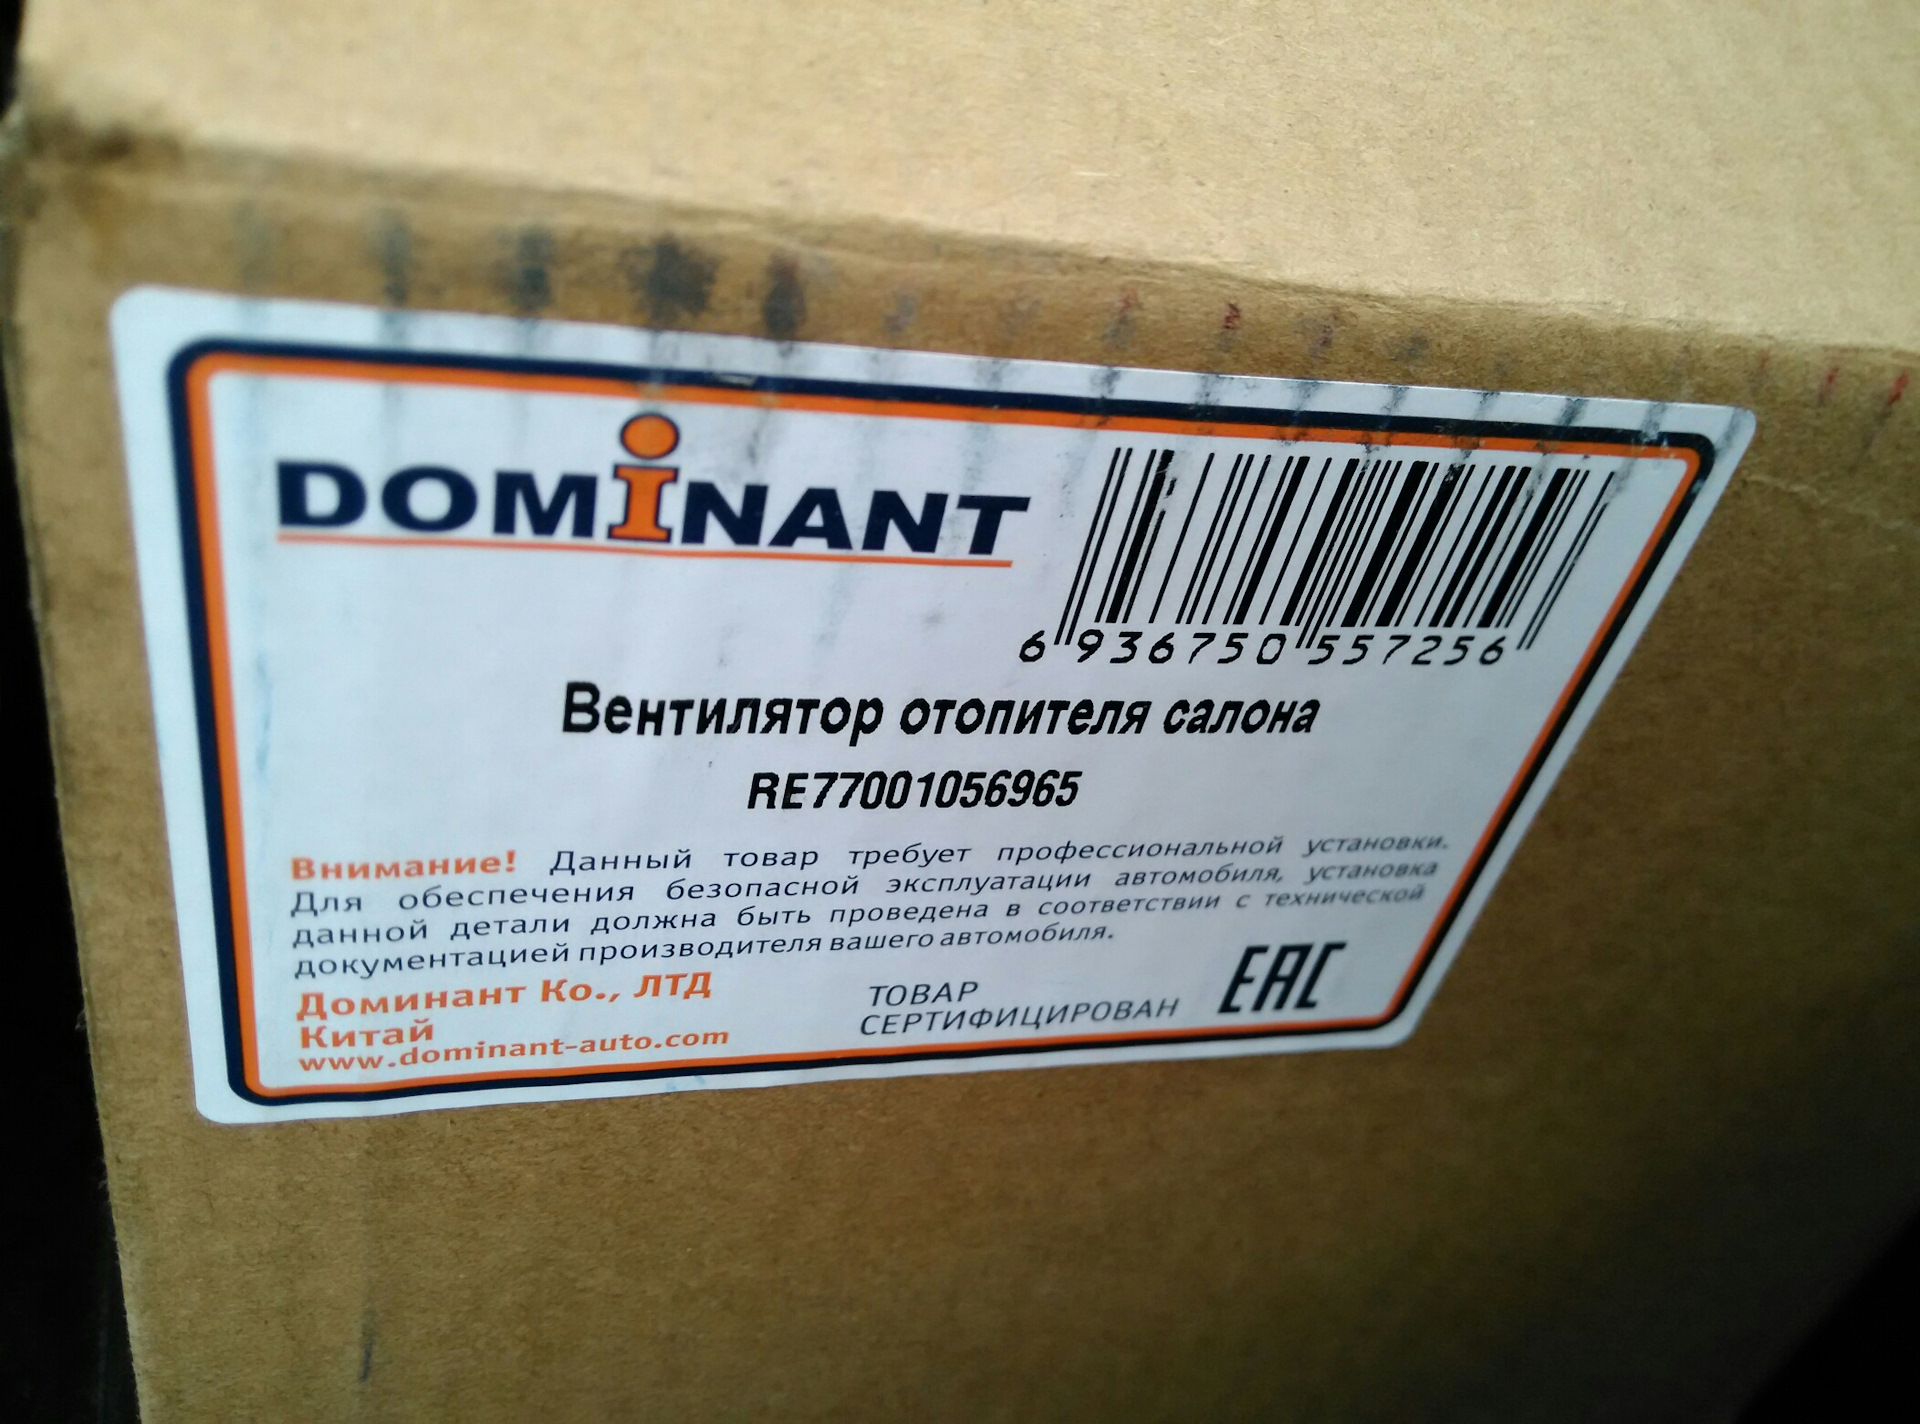 DOMiNANT
6 936750 557256
Вентилятор отопителя салона
RE77001056965
Внимание! Данный товар требует профессиональной установки.
Для обеспечения безопасной эксплуатации автомобиля, установка
данной детали должна быть проведена в соответствии с технической
документацией производителя вашего автомобиля.
Доминант Ко., ЛТД
Китай
www.dominant-auto.com
ТОВАР
СЕРТИФИЦИРОВАН
EAC